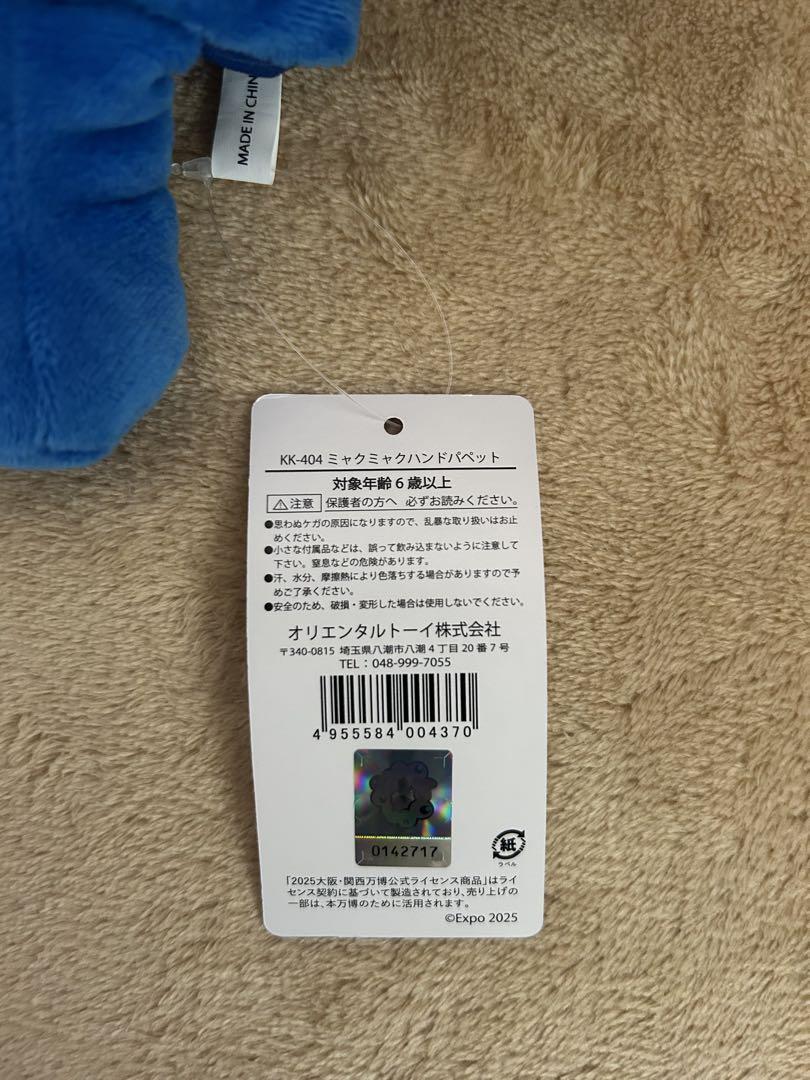 MADE IN CHIN
KK-404 ミャクミャクハンドパペット
対象年齢6歳以上
⚠注意 保護者の方へ 必ずお読みください。
●思わぬケガの原因になりますので、乱暴な取り扱いはお止
めください。
●小さな付属品などは、誤って飲み込まないように注意して
下さい。窒息などの危険があります。
●汗、水分、摩擦熱により色落ちする場合がありますので予
めご了承ください。
●安全のため、破損・変形した場合は使用しないでください。
オリエンタルトーイ株式会社
〒340-0815 埼玉県八潮市八潮4丁目20番7号
TEL：048-999-7055
4 955584 004370
0142717
紙
ラベル
「2025大阪・関西万博公式ライセンス商品」はライ
センス契約に基づいて製造されており、売り上げの
一部は、本万博のために活用されます。
©Expo 2025